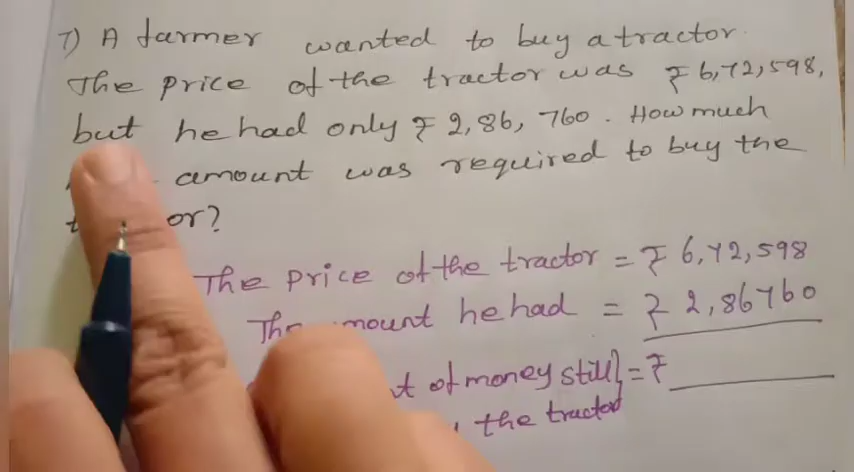 7) A farmer wanted to buy a tractor.
The price of the tractor was ₹ 6,72,598,
but he had only ₹ 2,86,760. How much
amount was required to buy the
or?
The price of the tractor = ₹ 6,72,598
The mount he had = ₹ 2,86760
t of money still} = ₹
the tractor